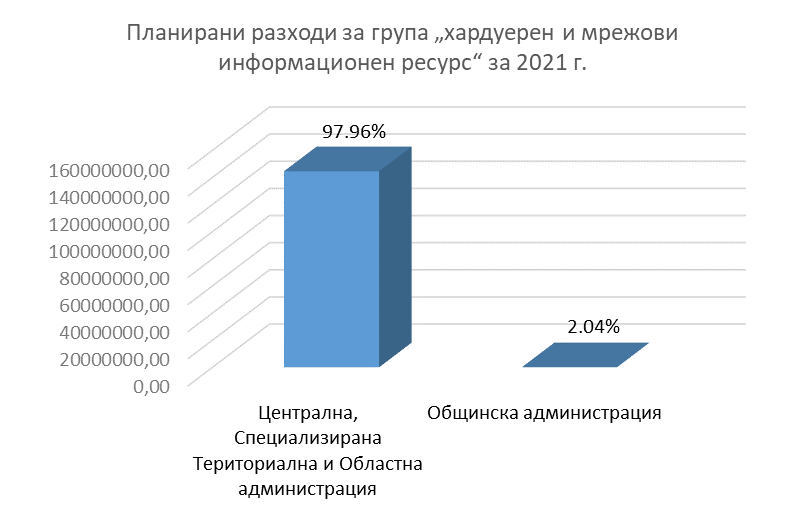 Планирани разходи за група „хардуерен и мрежови
информационен ресурс“ за 2021 г.
97.96%
160000000,00
140000000,00
120000000,00
100000000,00
80000000,00
60000000,00
40000000,00
20000000,00
0,00
2.04%
Централна,
Специализирана
Териториална и Областна
администрация
Общинска администрация